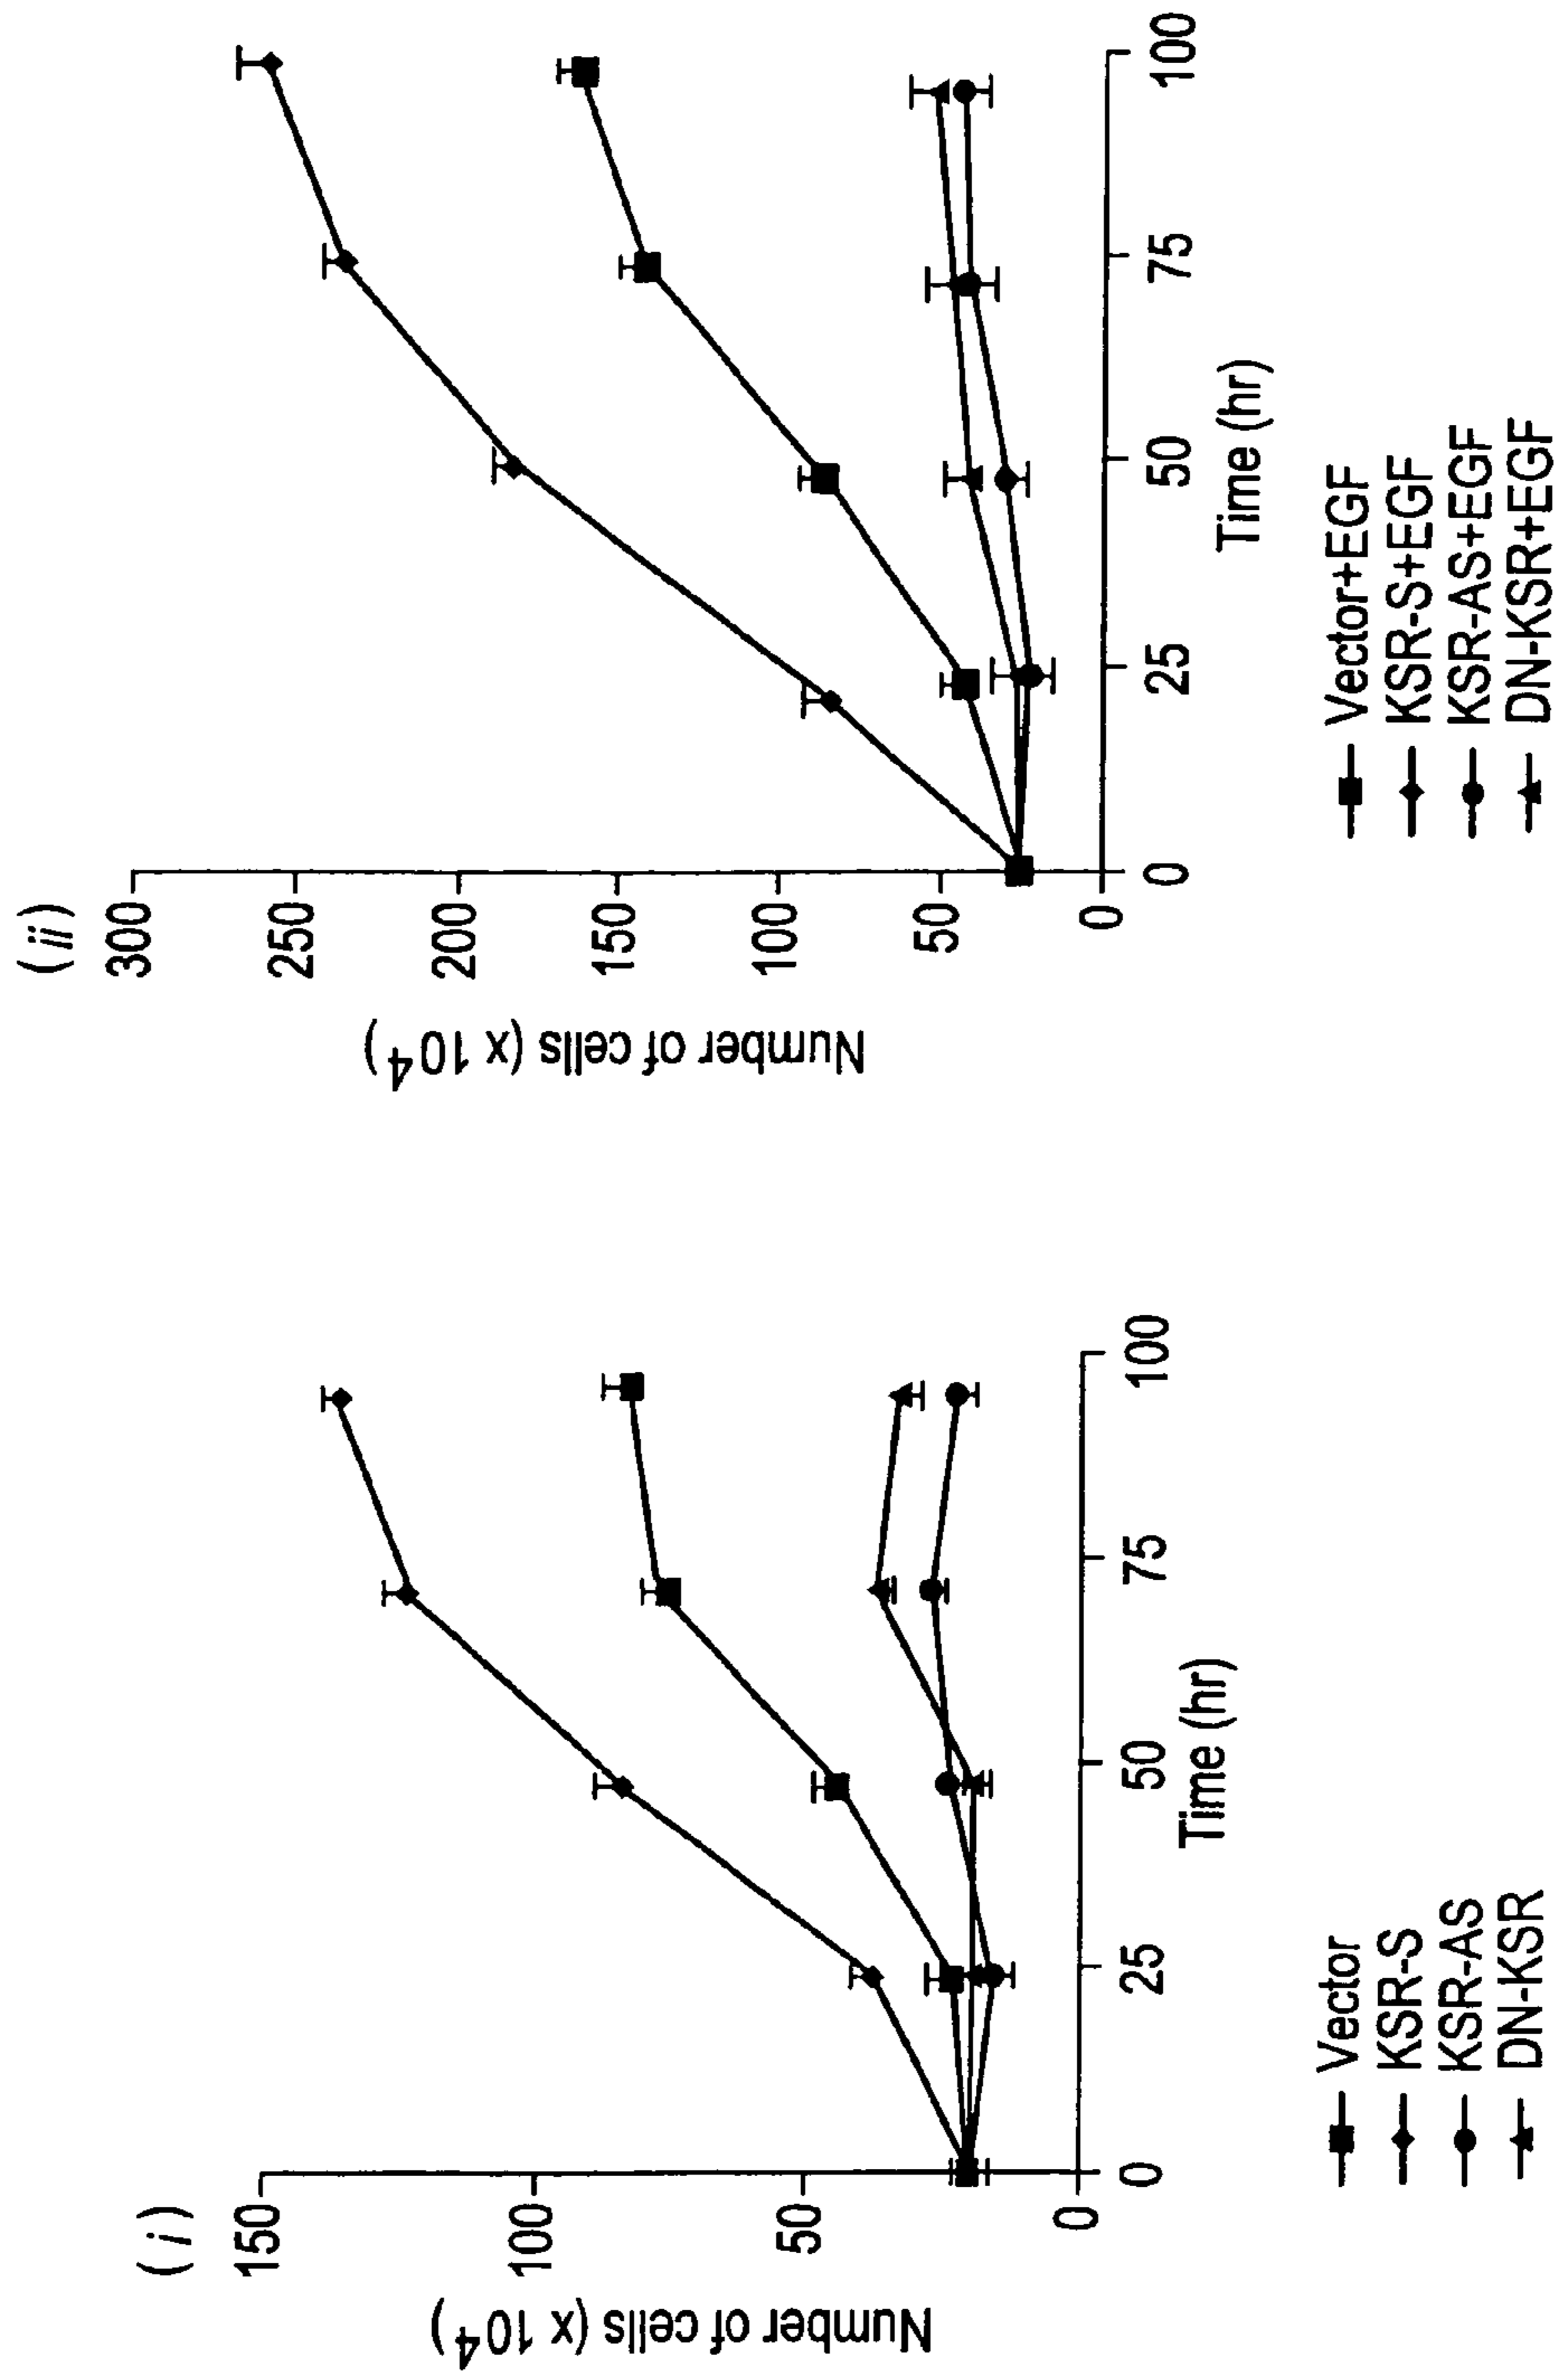 (i)
150
100
50
0
Number of cells (x 10⁴)
0
25
50
75
100
Time (hr)
Vector
KSR-S
KSR-AS
DN-KSR
(ii)
300
250
200
150
100
50
0
Number of cells (x 10⁴)
0
25
50
75
100
Time (hr)
Vector+EGF
KSR-S+EGF
KSR-AS+EGF
DN-KSR+EGF